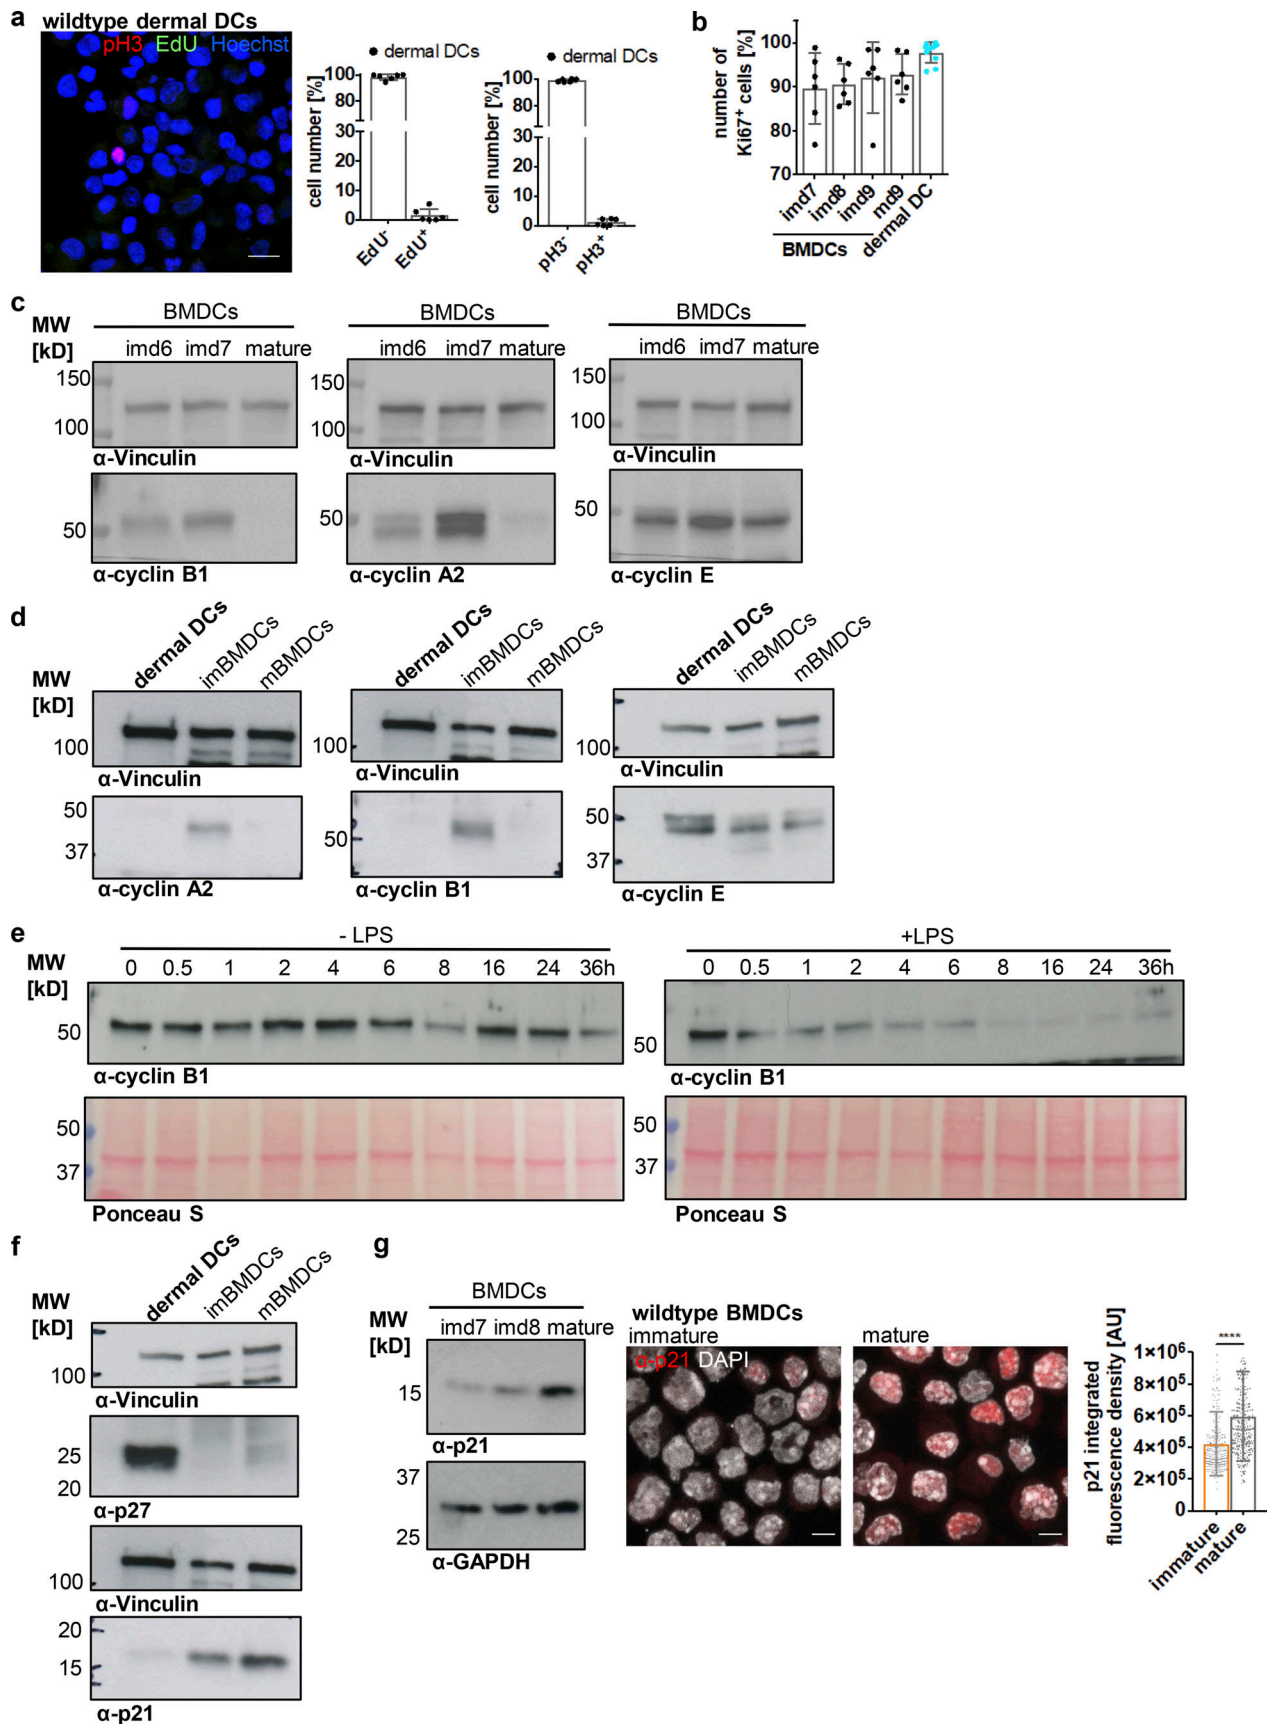 a
wildtype dermal DCs
pH3 EdU Hoechst
dermal DCs
cell number [%]
100
90
80
70
30
20
10
0
EdU⁻
EdU⁺
dermal DCs
cell number [%]
100
90
80
70
30
20
10
0
pH3⁻
pH3⁺
b
number of
Ki67⁺ cells [%]
100
90
80
70
imd7
imd8
imd9
md9
dermal DC
BMDCs
c
MW
[kD]
BMDCs
imd6 imd7 mature
150
100
α-Vinculin
50
α-cyclin B1
BMDCs
imd6 imd7 mature
150
100
α-Vinculin
50
α-cyclin A2
BMDCs
imd6 imd7 mature
150
100
α-Vinculin
50
α-cyclin E
d
MW
[kD]
dermal DCs
imBMDCs
mBMDCs
100
α-Vinculin
50
37
α-cyclin A2
dermal DCs
imBMDCs
mBMDCs
100
α-Vinculin
50
α-cyclin B1
dermal DCs
imBMDCs
mBMDCs
100
α-Vinculin
50
37
α-cyclin E
e
MW
[kD]
- LPS
0 0.5 1 2 4 6 8 16 24 36h
50
α-cyclin B1
50
37
Ponceau S
+LPS
0 0.5 1 2 4 6 8 16 24 36h
50
α-cyclin B1
50
37
Ponceau S
f
MW
[kD]
dermal DCs
imBMDCs
mBMDCs
100
α-Vinculin
25
20
α-p27
100
α-Vinculin
20
15
α-p21
g
MW
[kD]
BMDCs
imd7 imd8 mature
15
α-p21
37
25
α-GAPDH
wildtype BMDCs
immature
mature
α-p21 DAPI
p21 integrated
fluorescence density [AU]
****
1×10⁶
8×10⁵
6×10⁵
4×10⁵
2×10⁵
0
immature
mature